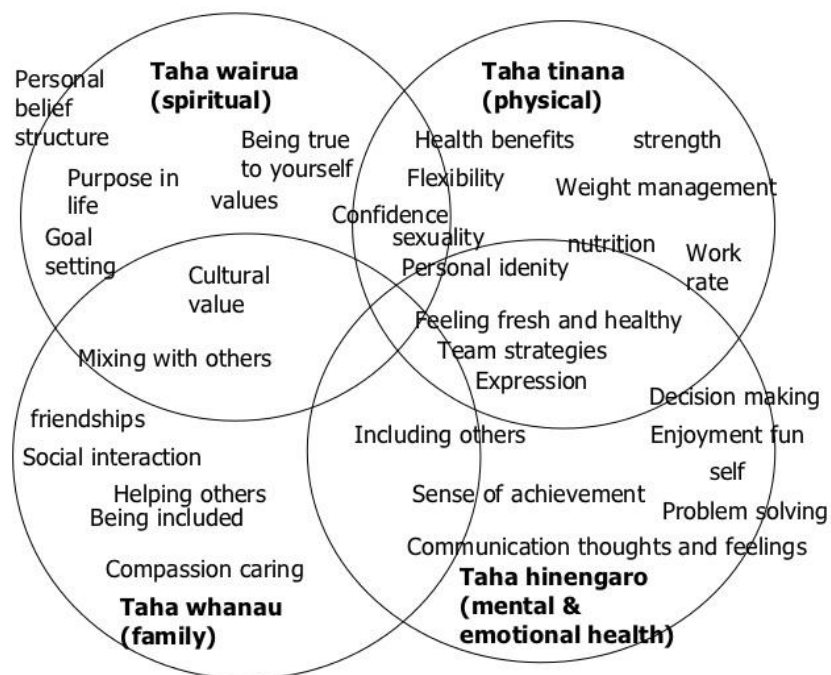 Taha wairua
(spiritual)
Personal
belief
structure
Being true
to yourself
Purpose in
life
values
Goal
setting
Cultural
value
Mixing with others
Taha tinana
(physical)
Health benefits
strength
Flexibility
Weight management
Confidence
sexuality
nutrition
Work
rate
Personal idenity
Feeling fresh and healthy
Team strategies
Expression
friendships
Social interaction
Helping others
Being included
Compassion caring
Taha whanau
(family)
Including others
Decision making
Enjoyment fun
self
Sense of achievement
Problem solving
Communication thoughts and feelings
Taha hinengaro
(mental &
emotional health)